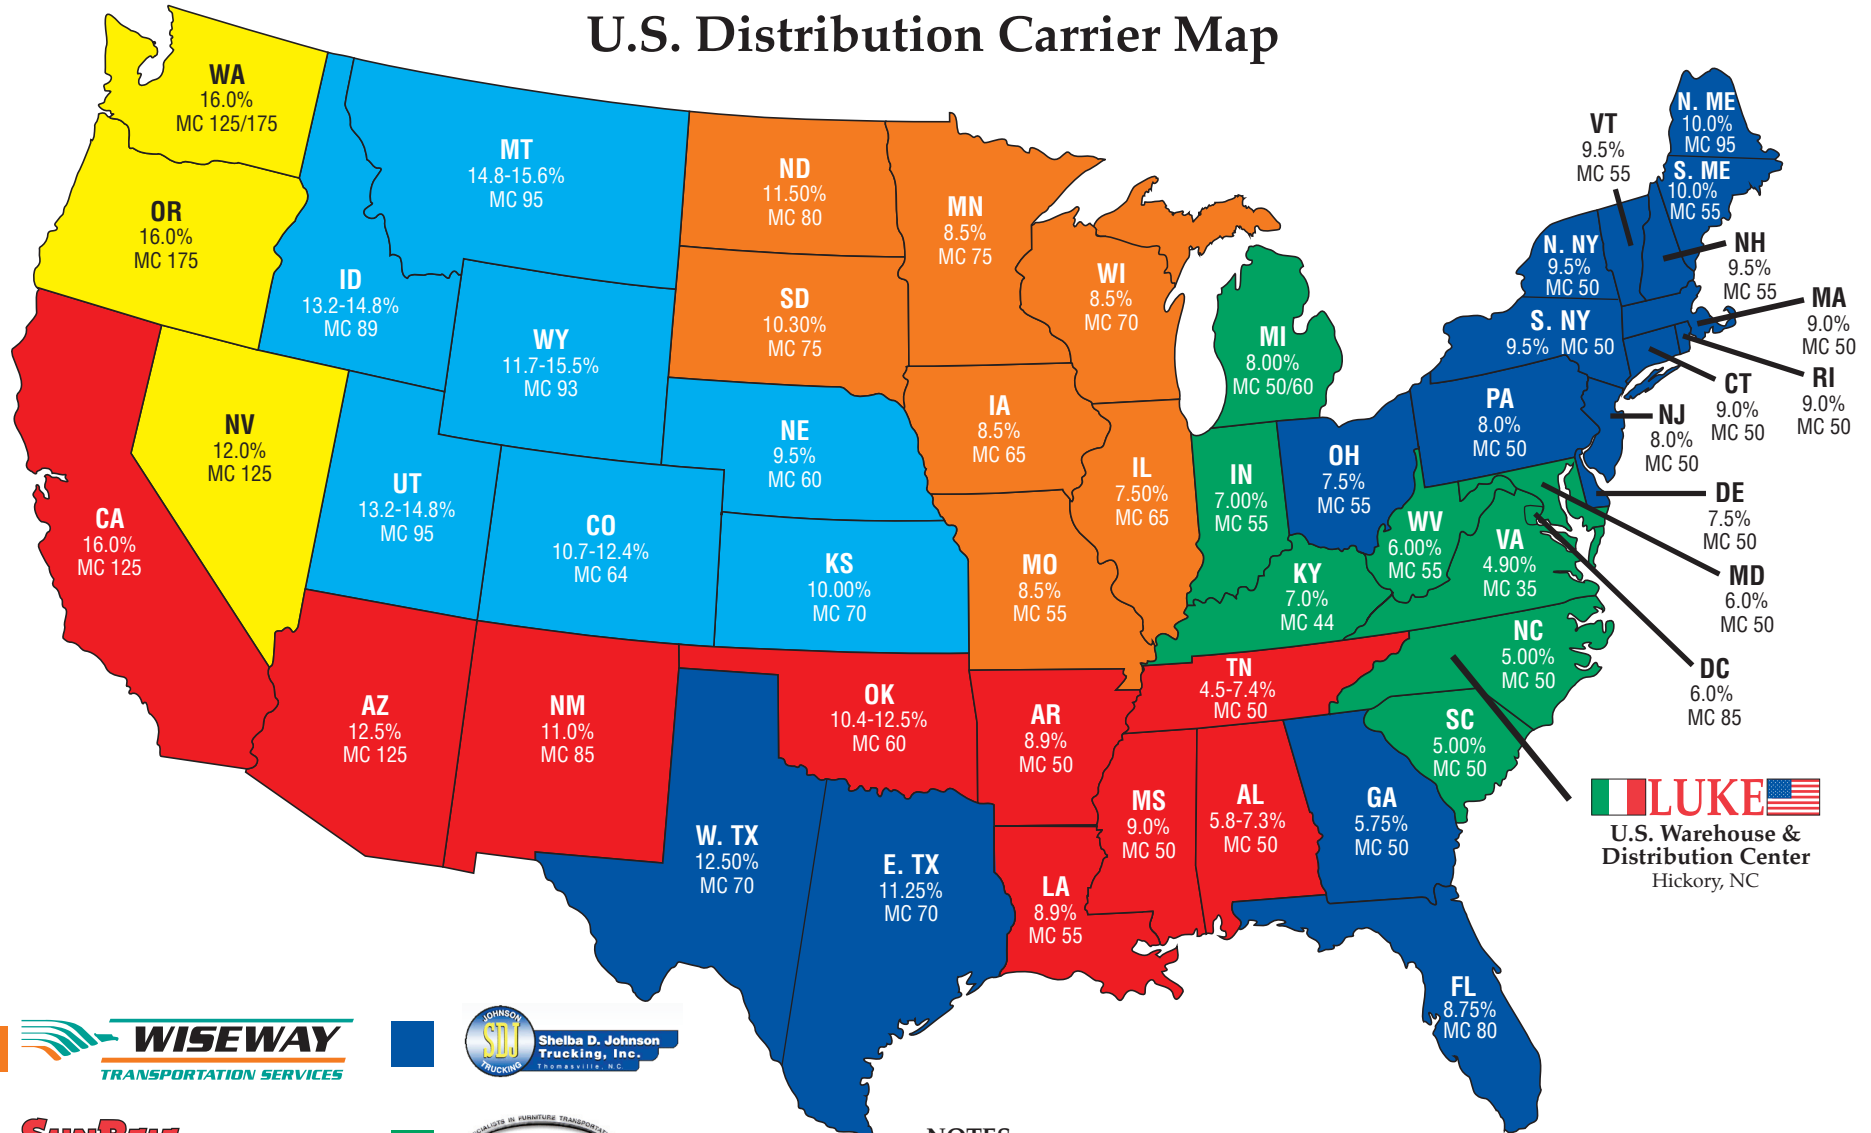 U.S. Distribution Carrier Map
WA
16.0%
MC 125/175
OR
16.0%
MC 175
CA
16.0%
MC 125
NV
12.0%
MC 125
ID
13.2-14.8%
MC 89
MT
14.8-15.6%
MC 95
WY
11.7-15.5%
MC 93
UT
13.2-14.8%
MC 95
CO
10.7-12.4%
MC 64
AZ
12.5%
MC 125
NM
11.0%
MC 85
ND
11.50%
MC 80
SD
10.30%
MC 75
NE
9.5%
MC 60
KS
10.00%
MC 70
OK
10.4-12.5%
MC 60
W. TX
12.50%
MC 70
E. TX
11.25%
MC 70
MN
8.5%
MC 75
IA
8.5%
MC 65
MO
8.5%
MC 55
AR
8.9%
MC 50
LA
8.9%
MC 55
WI
8.5%
MC 70
IL
7.50%
MC 65
MI
8.00%
MC 50/60
IN
7.00%
MC 55
OH
7.5%
MC 55
KY
7.0%
MC 44
TN
4.5-7.4%
MC 50
MS
9.0%
MC 50
AL
5.8-7.3%
MC 50
GA
5.75%
MC 50
FL
8.75%
MC 80
SC
5.00%
MC 50
NC
5.00%
MC 50
VA
4.90%
MC 35
WV
6.00%
MC 55
PA
8.0%
MC 50
N. NY
9.5%
MC 50
S. NY
9.5% MC 50
VT
9.5%
MC 55
N. ME
10.0%
MC 95
S. ME
10.0%
MC 55
NH
9.5%
MC 55
MA
9.0%
MC 50
RI
9.0%
MC 50
CT
9.0%
MC 50
NJ
8.0%
MC 50
DE
7.5%
MC 50
MD
6.0%
MC 50
DC
6.0%
MC 85
LUKE
U.S. Warehouse &
Distribution Center
Hickory, NC
WISEWAY
TRANSPORTATION SERVICES
JOHNSON
SDJ
TRUCKING
Shelba D. Johnson
Trucking, Inc.
Thomasville, N.C.
SUNBELT
SPECIALISTS IN FURNITURE TRANSPORTAT
NOTES